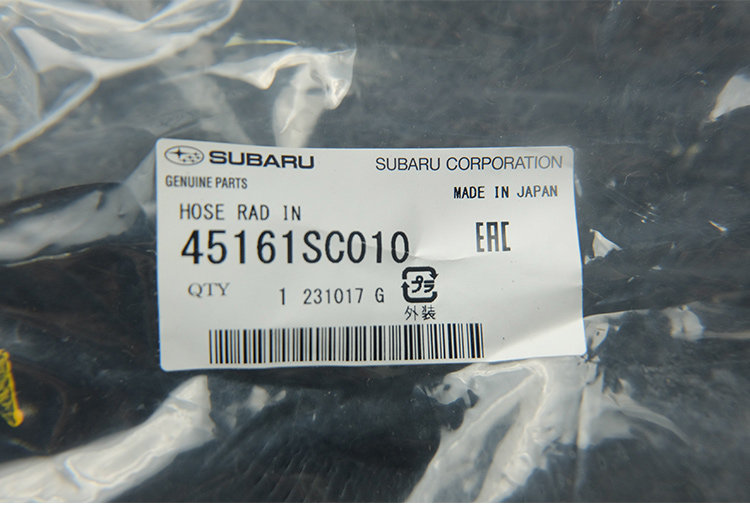 SUBARU SUBARU CORPORATION
GENUINE PARTS MADE IN JAPAN
HOSE RAD IN
45161SC010 EAC
QTY 1 231017 G プラ
外装